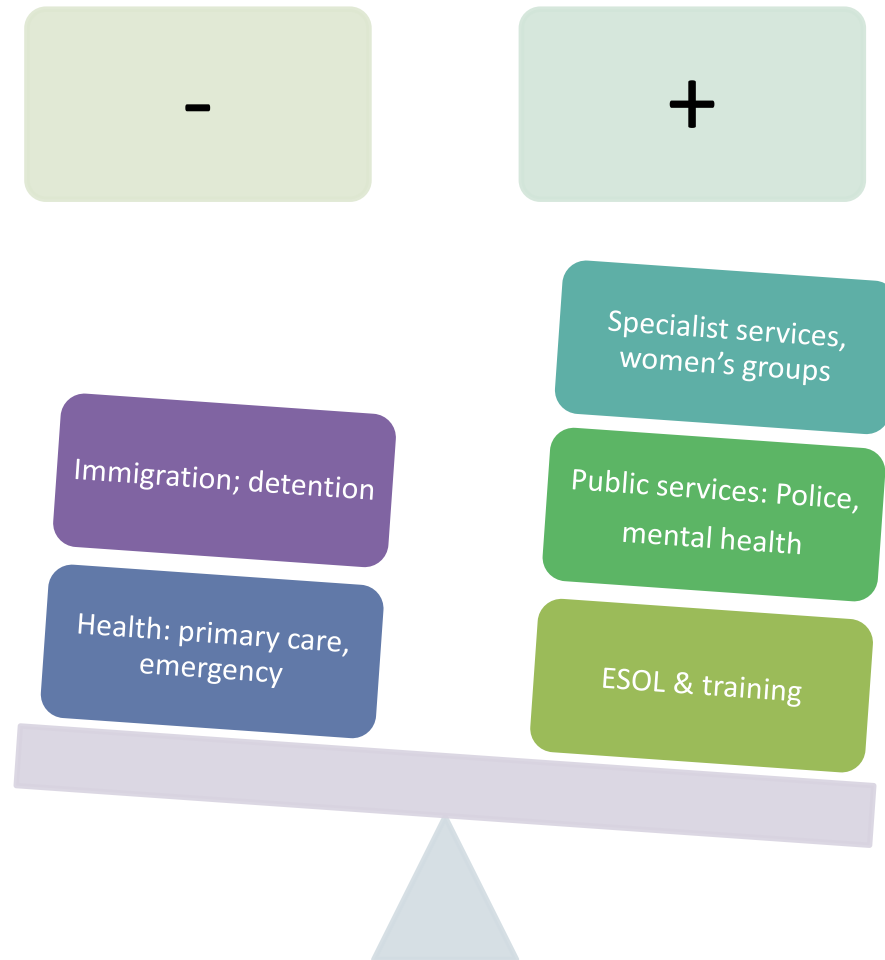 -
+
Specialist services,
women’s groups
Immigration; detention
Public services: Police,
mental health
Health: primary care,
emergency
ESOL & training